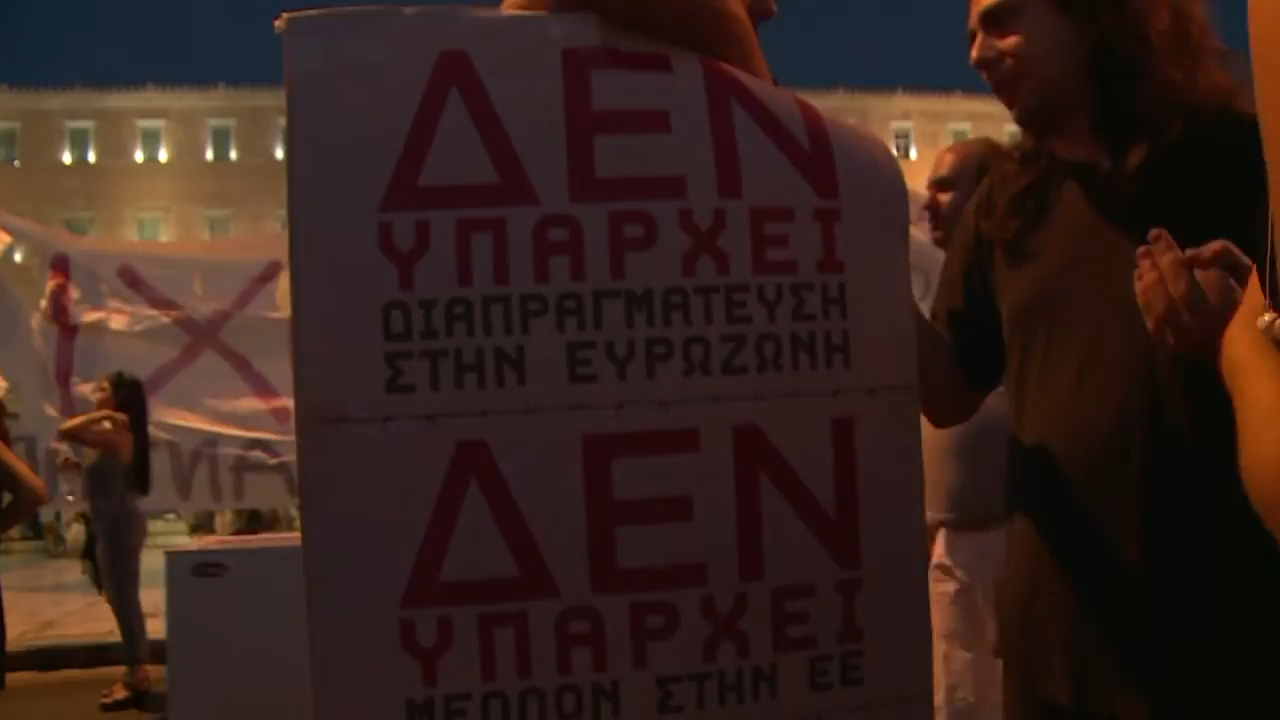 ΔΕΝ
ΥΠΑΡΧΕΙ
ΔΙΑΠΡΑΓΜΑΤΕΥΣΗ
ΣΤΗΝ ΕΥΡΩΖΩΝΗ
ΔΕΝ
ΥΠΑΡΧΕΙ
ΜΕΛΛΟΝ ΣΤΗΝ ΕΕ